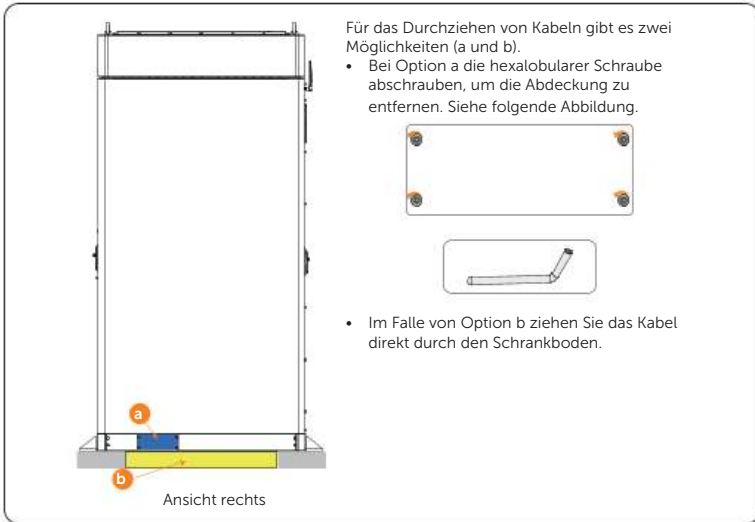 Für das Durchziehen von Kabeln gibt es zwei
Möglichkeiten (a und b).
• Bei Option a die hexalobularer Schraube
abschrauben, um die Abdeckung zu
entfernen. Siehe folgende Abbildung.
• Im Falle von Option b ziehen Sie das Kabel
direkt durch den Schrankboden.
a
b
Ansicht rechts